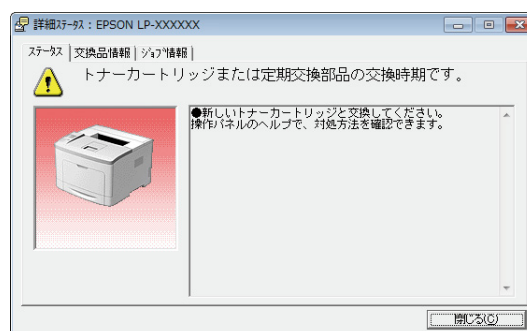 詳細ｽﾃｰﾀｽ : EPSON LP-XXXXXX
ｽﾃｰﾀｽ 交換品情報 ｼﾞｮﾌﾞ情報
トナーカートリッジまたは定期交換部品の交換時期です。
●新しいトナーカートリッジと交換してください。
操作パネルのヘルプで、対処方法を確認できます。
閉じる(C)